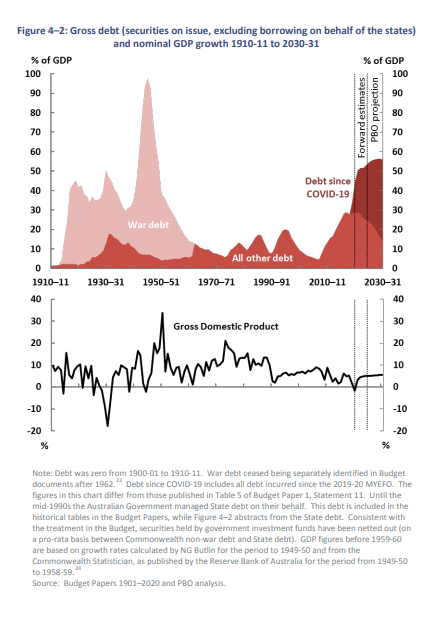 Figure 4–2: Gross debt (securities on issue, excluding borrowing on behalf of the states)
and nominal GDP growth 1910-11 to 2030-31
% of GDP % of GDP
100 100
90 90
80 80
70 70
60 60
50 50
40 40
30 30
20 20
10 10
0 0
Forward estimates
PBO projection
Debt since
COVID-19
War debt
All other debt
1910–11 1930–31 1950–51 1970–71 1990–91 2010–11 2030–31
40 40
30 30
20 20
10 10
0 0
-10 -10
-20 -20
Gross Domestic Product
% %
Note: Debt was zero from 1900-01 to 1910-11. War debt ceased being separately identified in Budget
documents after 1962.23 Debt since COVID-19 includes all debt incurred since the 2019-20 MYEFO. The
figures in this chart differ from those published in Table 5 of Budget Paper 1, Statement 11. Until the
mid-1990s the Australian Government managed State debt on their behalf. This debt is included in the
historical tables in the Budget Papers, while Figure 4–2 abstracts from the State debt. Consistent with
the treatment in the Budget, securities held by government investment funds have been netted out (on
a pro-rata basis between Commonwealth non-war debt and State debt). GDP figures before 1959-60
are based on growth rates calculated by NG Butlin for the period to 1949-50 and from the
Commonwealth Statistician, as published by the Reserve Bank of Australia for the period from 1949-50
to 1958-59.24
Source: Budget Papers 1901–2020 and PBO analysis.